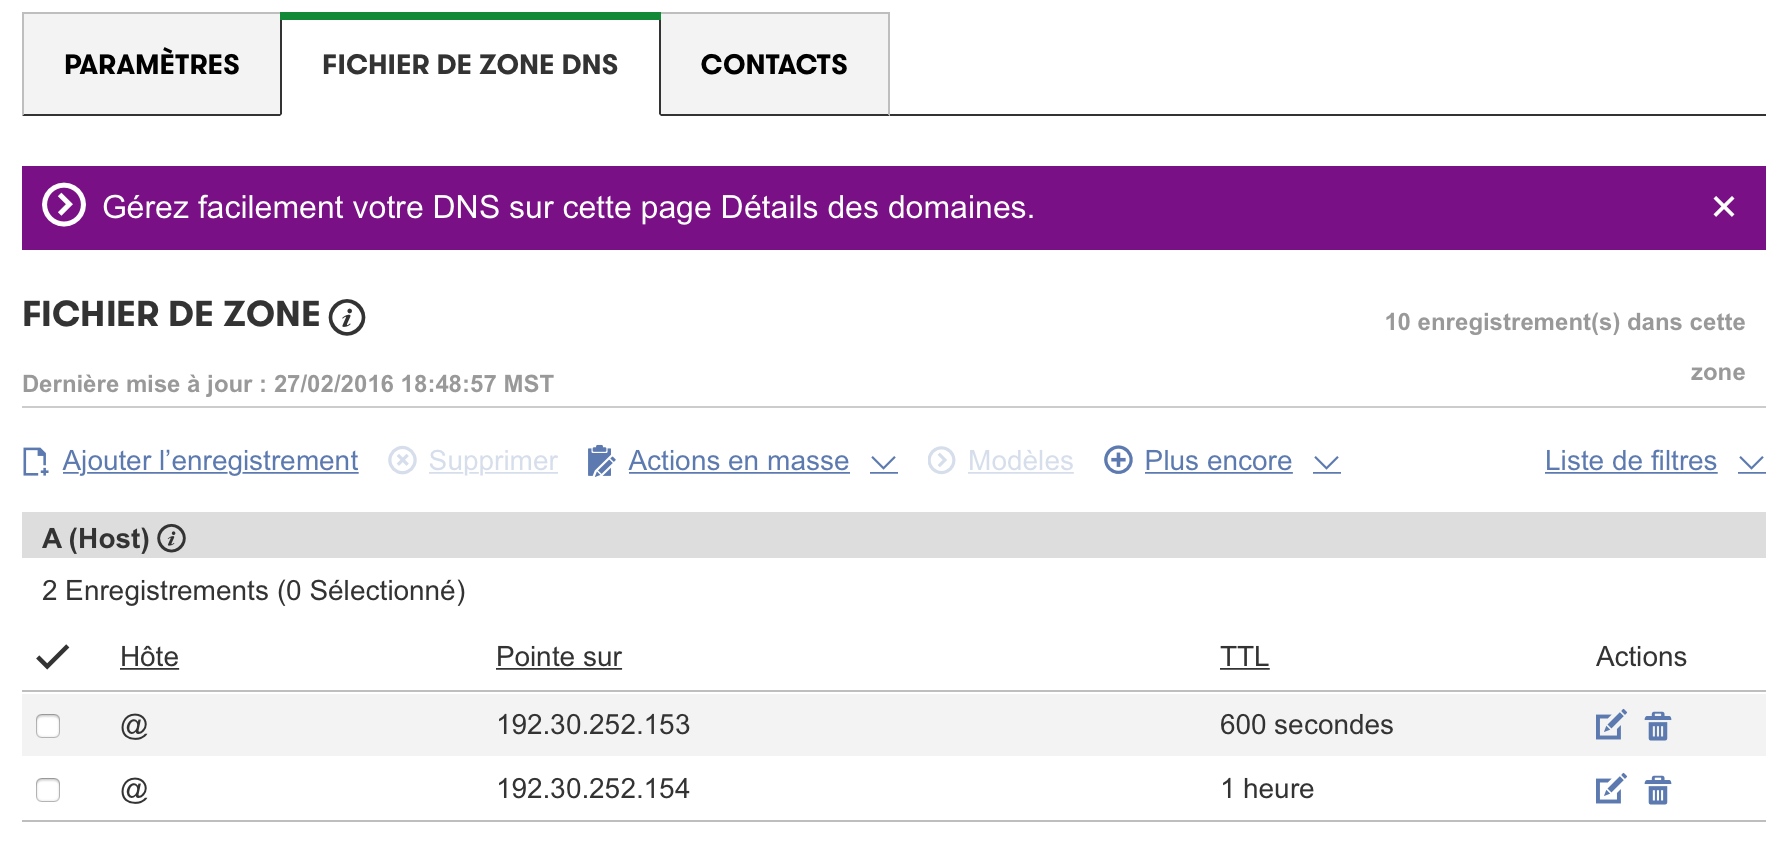 PARAMÈTRES FICHIER DE ZONE DNS CONTACTS
Gérez facilement votre DNS sur cette page Détails des domaines.
FICHIER DE ZONE
10 enregistrement(s) dans cette
zone
Dernière mise à jour : 27/02/2016 18:48:57 MST
Ajouter l’enregistrement Supprimer Actions en masse Modèles Plus encore Liste de filtres
A (Host)
2 Enregistrements (0 Sélectionné)
Hôte Pointe sur TTL Actions
@ 192.30.252.153 600 secondes
@ 192.30.252.154 1 heure